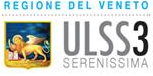 REGIONE DEL VENETO
ULSS3
SERENISSIMA